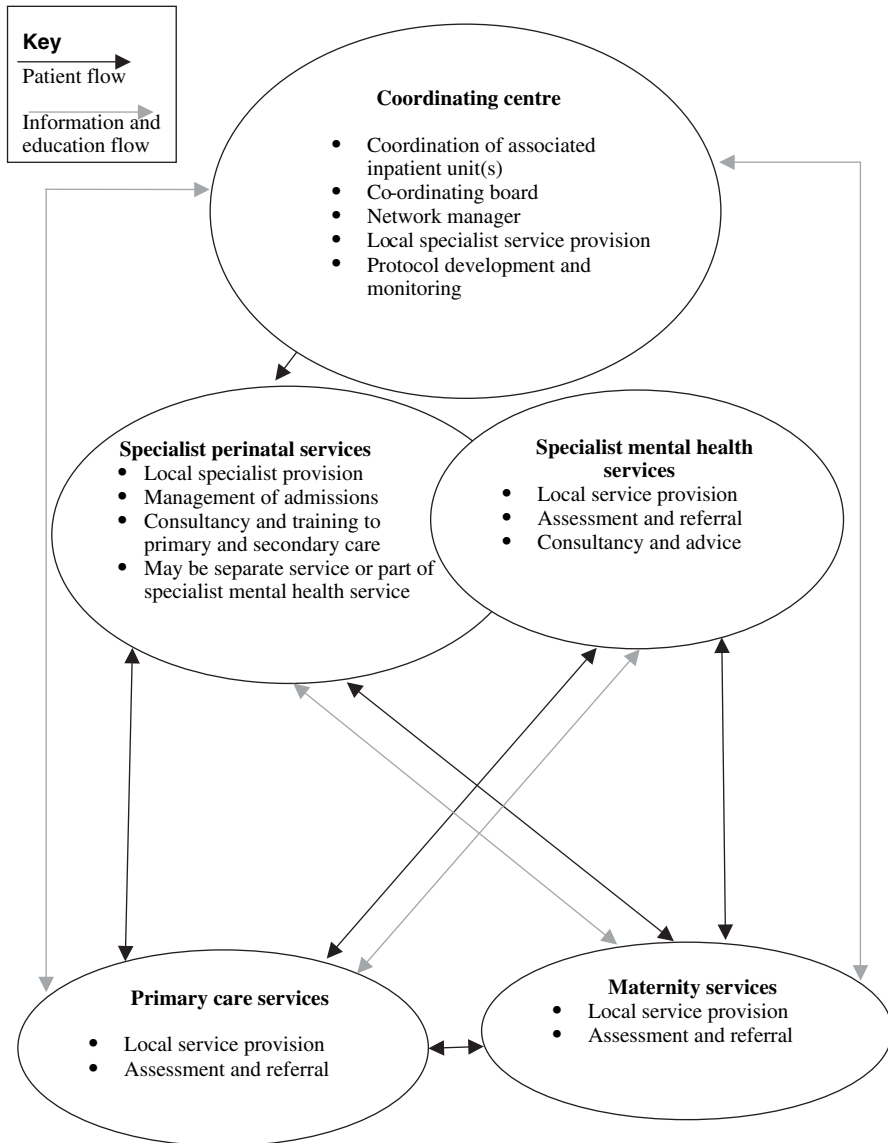 Key
Patient flow
Information and
education flow
Coordinating centre
• Coordination of associated
inpatient unit(s)
• Co-ordinating board
• Network manager
• Local specialist service provision
• Protocol development and
monitoring
Specialist perinatal services
• Local specialist provision
• Management of admissions
• Consultancy and training to
primary and secondary care
• May be separate service or part of
specialist mental health service
Specialist mental health
services
• Local service provision
• Assessment and referral
• Consultancy and advice
Primary care services
• Local service provision
• Assessment and referral
Maternity services
• Local service provision
• Assessment and referral